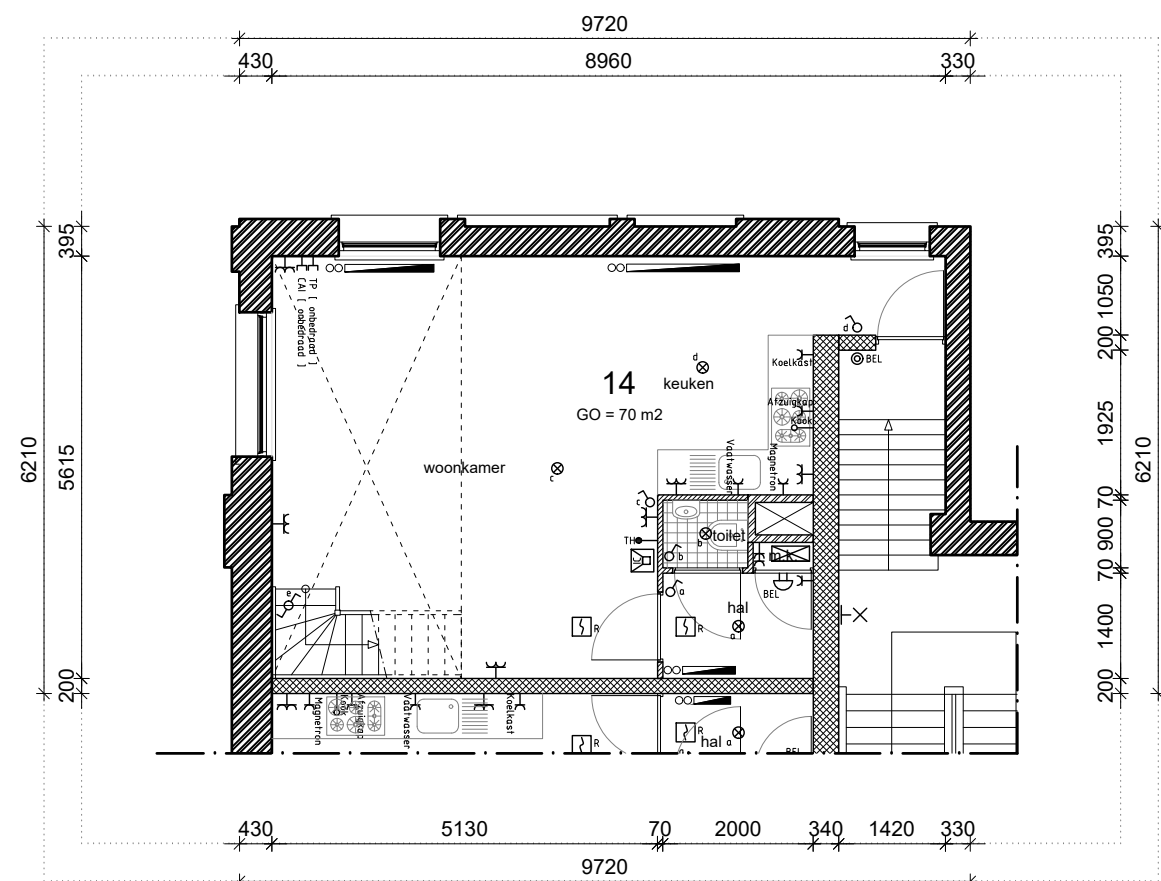 9720
430 8960 330
395
5615
200
6210
395
1050
200
1925
70
900
70
1400
200
6210
TP [ onbedraad ]
CAI [ onbedraad ]
d
BEL
Koelkast
d
keuken
14
GO = 70 m2
Afzuigkap
Kook
woonkamer
c
Vaatwasser
Magnetron
c
TH
b
toilet
b
m.k.
BEL
e
a
hal
a
R
R
Magnetron
Kook
Afzuigkap
Vaatwasser
Koelkast
R
R
hal
a
BEL
430 5130 70 2000 340 1420 330
9720